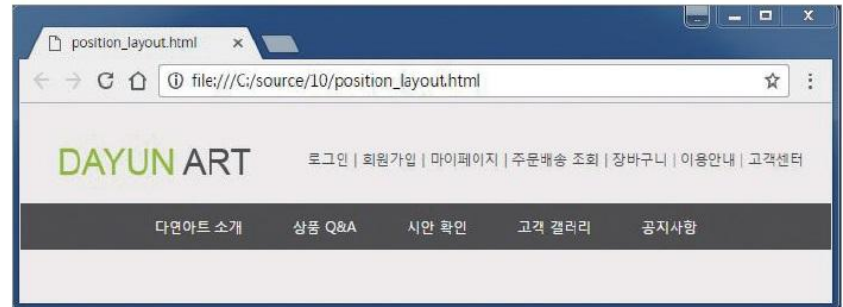 position_layout.html
file:///C:/source/10/position_layout.html
DAYUN ART
로그인 | 회원가입 | 마이페이지 | 주문배송 조회 | 장바구니 | 이용안내 | 고객센터
다연아트 소개 상품 Q&A 시안 확인 고객 갤러리 공지사항